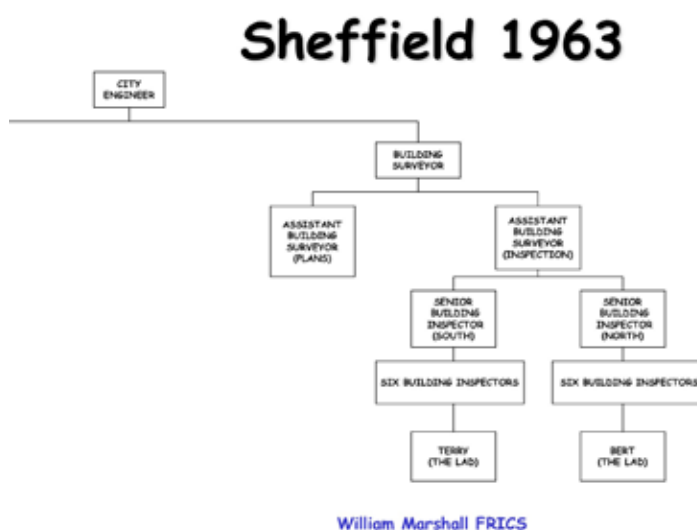 Sheffield 1963
CITY
ENGINEER
BUILDING
SURVEYOR
ASSISTANT
BUILDING
SURVEYOR
(PLANS)
ASSISTANT
BUILDING
SURVEYOR
(INSPECTION)
SENIOR
BUILDING
INSPECTOR
(SOUTH)
SENIOR
BUILDING
INSPECTOR
(NORTH)
SIX BUILDING INSPECTORS
SIX BUILDING INSPECTORS
TERRY
(THE LAD)
BERT
(THE LAD)
William Marshall FRICS